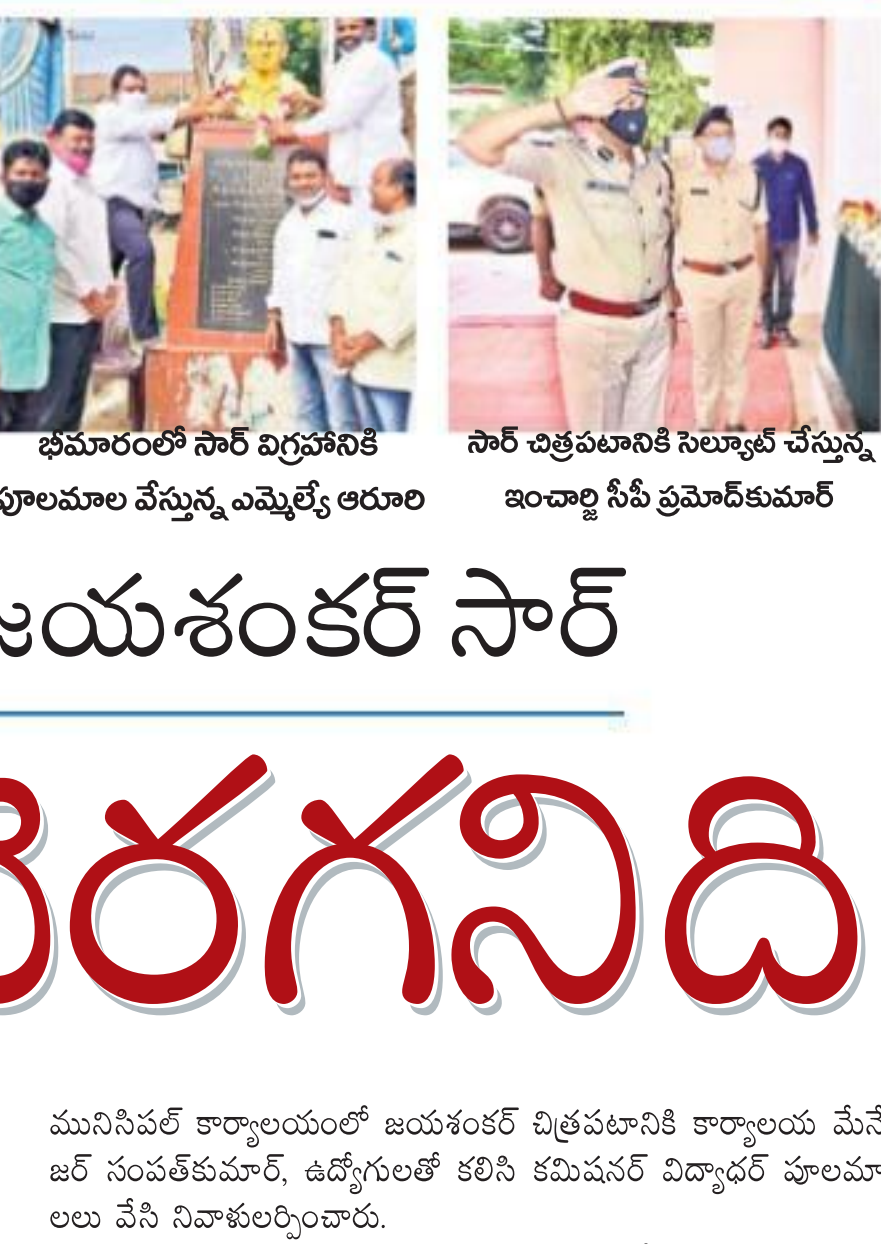 భీమారంలో సార్ విగ్రహానికి
పూలమాల వేస్తున్న ఎమ్మెల్యే ఆరూరి
సార్ చిత్రపటానికి సెల్యూట్ చేస్తున్న
ఇంచార్జి సీపీ ప్రమోద్‌కుమార్
జయశంకర్ సార్
రగనిది
మునిసిపల్ కార్యాలయంలో జయశంకర్ చిత్రపటానికి కార్యాలయ మేనే
జర్ సంపత్‌కుమార్, ఉద్యోగులతో కలిసి కమిషనర్ విద్యాధర్ పూలమా
లలు వేసి నివాళులర్పించారు.